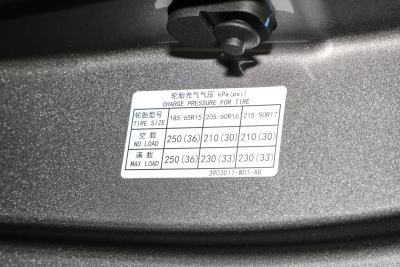 轮胎充气气压 kPa(psi)
CHARGE PRESSURE FOR TIRE
轮胎型号 TIRE SIZE 185/65R15 205/60R16 215/50R17
空载 NO LOAD 250(36) 210(30) 210(30)
满载 MAX LOAD 250(36) 230(33) 230(33)
3903011-W01-AB